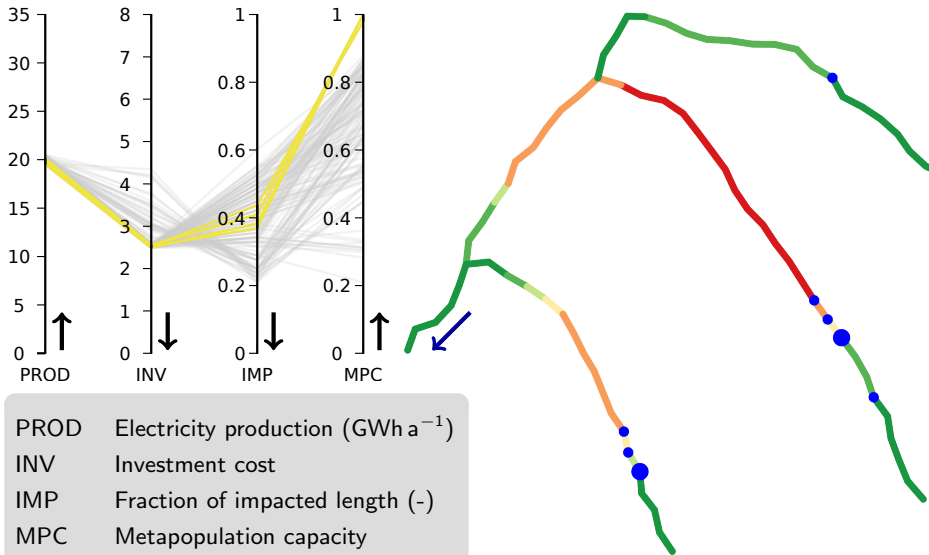 35 8 1 1
30 7
25 6 0.8 0.8
20 5 0.6 0.6
4
15
3 0.4 0.4
10
2
0.2 0.2
5 1
0 0 0 0
PROD INV IMP MPC
PROD Electricity production (GWh a⁻¹)
INV Investment cost
IMP Fraction of impacted length (-)
MPC Metapopulation capacity